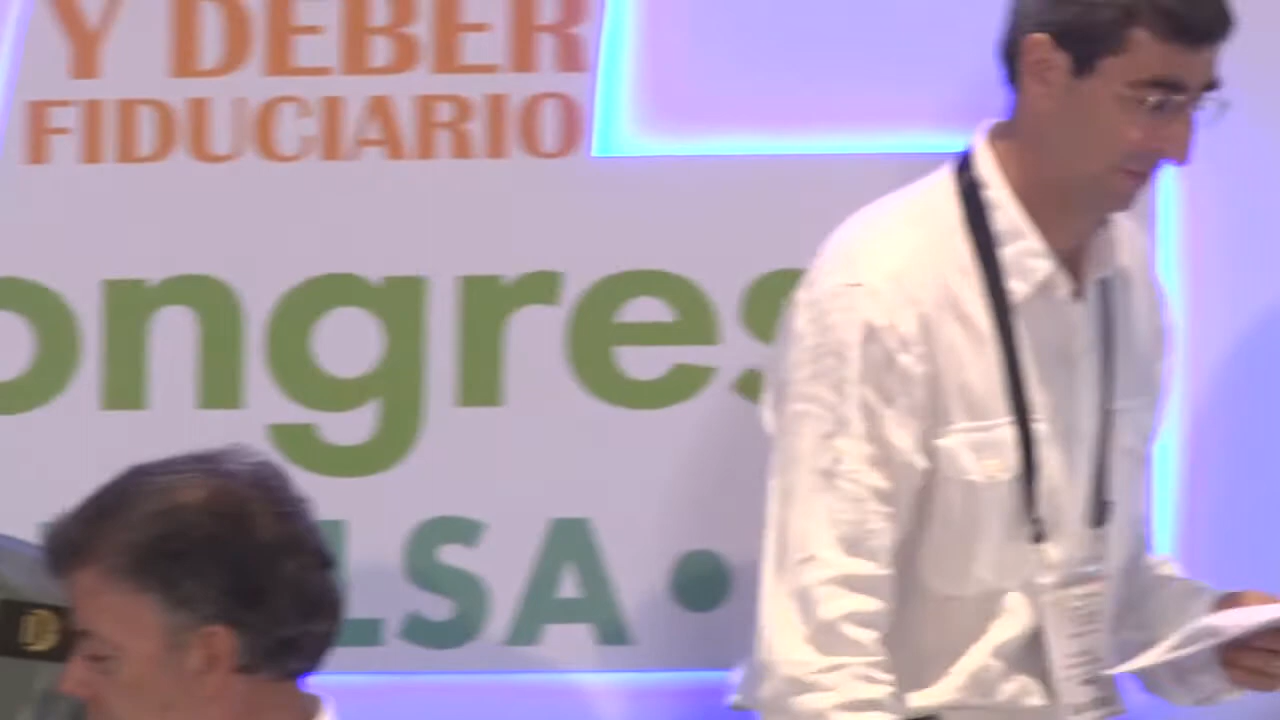 Y DEBER
FIDUCIARIO
ongres
LSA •